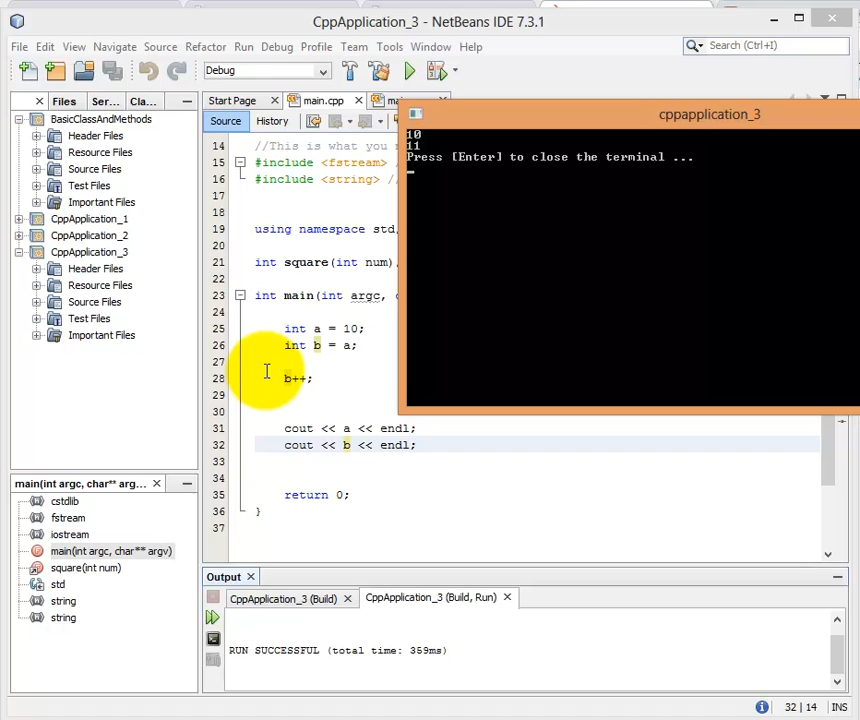 CppApplication_3 - NetBeans IDE 7.3.1
File Edit View Navigate Source Refactor Run Debug Profile Team Tools Window Help
Search (Ctrl+I)
Debug
Files Ser... Cla...
BasicClassAndMethods
Header Files
Resource Files
Source Files
Test Files
Important Files
CppApplication_1
CppApplication_2
CppApplication_3
Header Files
Resource Files
Source Files
Test Files
Important Files
Start Page main.cpp
Source History
14 //This is what you
15 #include <fstream> /
16 #include <string> //
17
18
19 using namespace std
20
21 int square(int num)
22
23 int main(int argc,
24
25 int a = 10;
26 int b = a;
27
28 b++;
29
30
31 cout << a << endl;
32 cout << b << endl;
33
34
35 return 0;
36 }
37
cppapplication_3
10
11
Press [Enter] to close the terminal ...
main(int argc, char** arg...
cstdlib
fstream
iostream
main(int argc, char** argv)
square(int num)
std
string
string
Output
CppApplication_3 (Build) CppApplication_3 (Build, Run)
RUN SUCCESSFUL (total time: 359ms)
32 | 14 INS